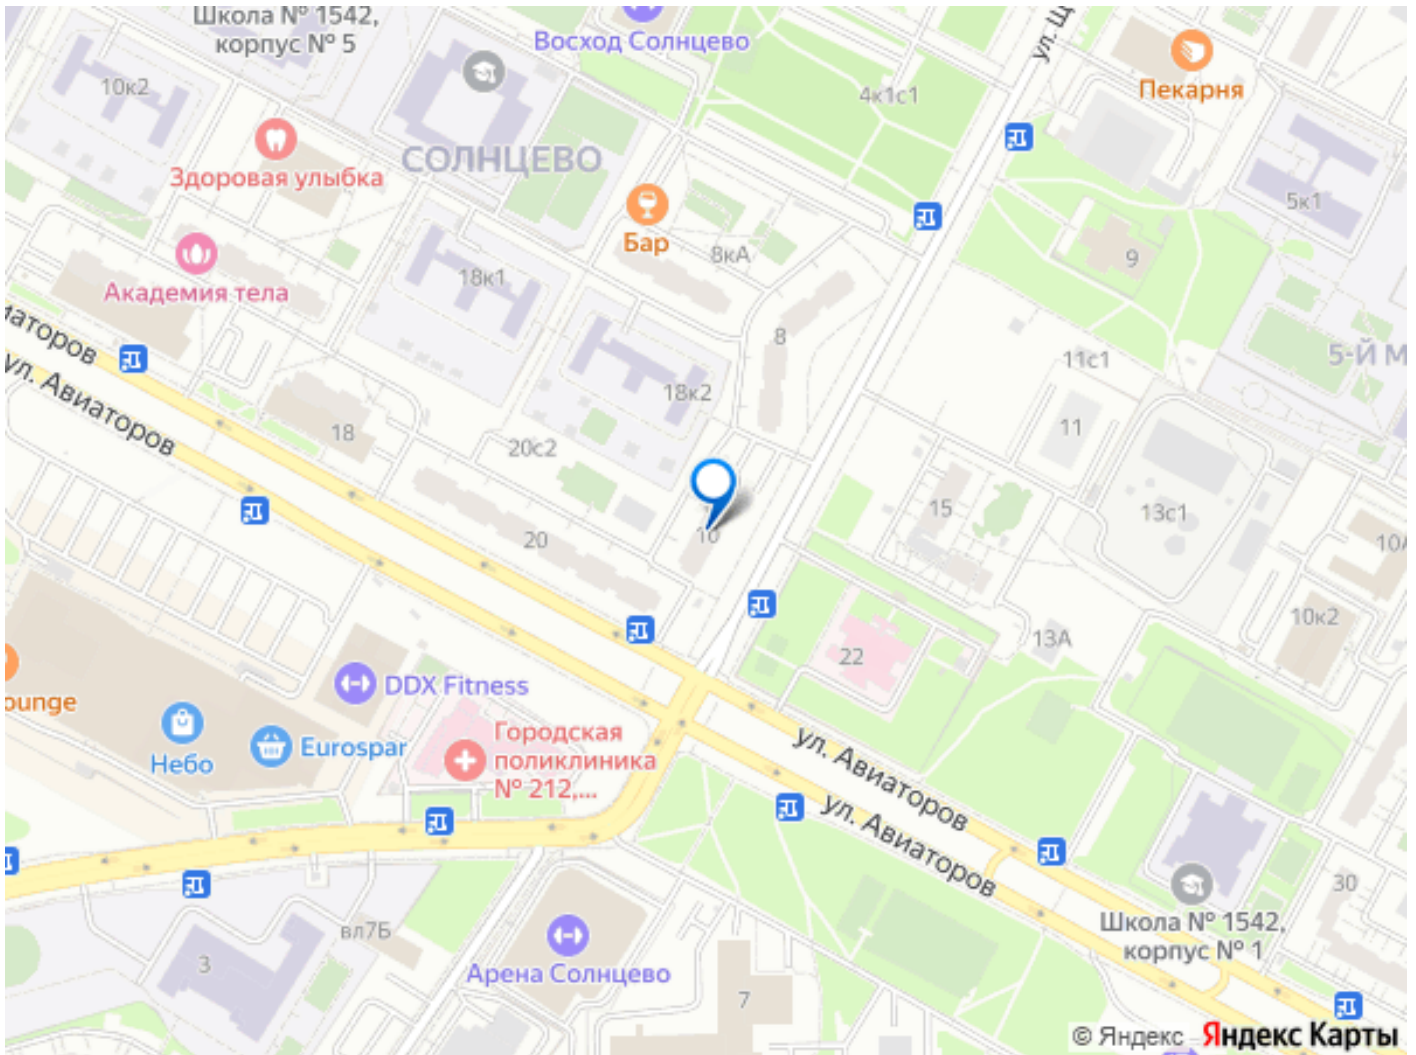 Школа № 1542,
корпус № 5
Восход Солнцево
ул. Щ
Пекарня
10к2
4к1с1
Здоровая улыбка
СОЛНЦЕВО
5к1
Бар
8кА
9
Академия тела
18к1
8
иаторов
5-Й М
11с1
ул. Авиаторов
18к2
18
11
20с2
15
13с1
20
10
10А
10к2
22
13А
ounge
DDX Fitness
Небо
Eurospar
Городская
поликлиника
№ 212,...
ул. Авиаторов
ул. Авиаторов
30
Школа № 1542,
корпус № 1
вл7Б
3
Арена Солнцево
7
© Яндекс Яндекс Карты